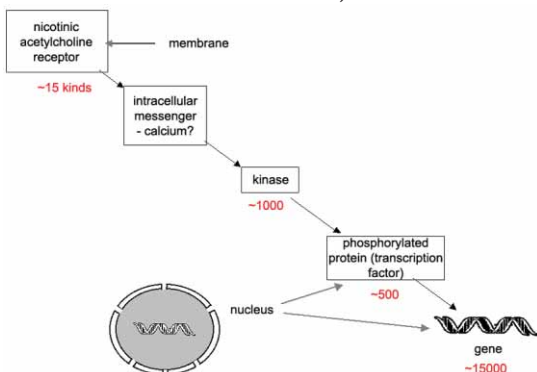 nicotinic
acetylcholine
receptor
membrane
~15 kinds
intracellular
messenger
- calcium?
kinase
~1000
phosphorylated
protein (transcription
factor)
~500
nucleus
gene
~15000